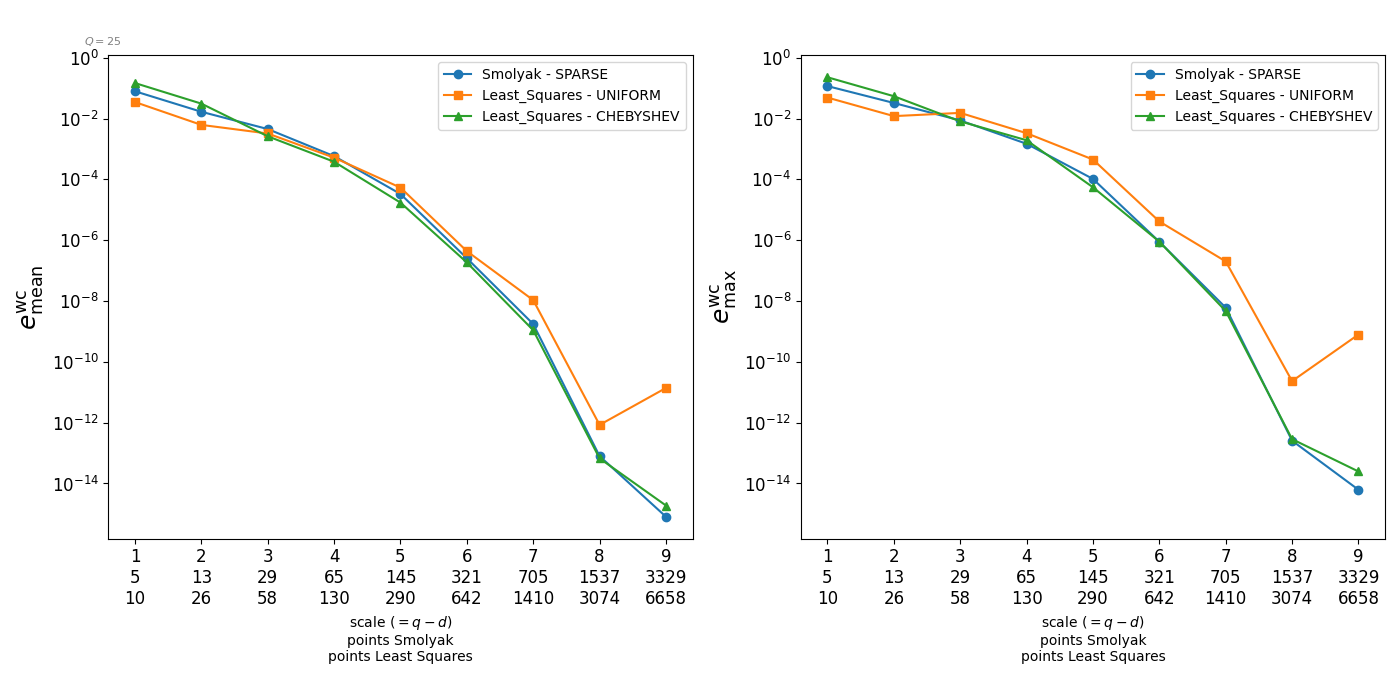 Q = 25
10^0
10^−2
10^−4
10^−6
10^−8
10^−10
10^−12
10^−14
e^wc_mean
Smolyak - SPARSE
Least_Squares - UNIFORM
Least_Squares - CHEBYSHEV
1 2 3 4 5 6 7 8 9
5 13 29 65 145 321 705 1537 3329
10 26 58 130 290 642 1410 3074 6658
scale (= q − d)
points Smolyak
points Least Squares
10^0
10^−2
10^−4
10^−6
10^−8
10^−10
10^−12
10^−14
e^wc_max
Smolyak - SPARSE
Least_Squares - UNIFORM
Least_Squares - CHEBYSHEV
1 2 3 4 5 6 7 8 9
5 13 29 65 145 321 705 1537 3329
10 26 58 130 290 642 1410 3074 6658
scale (= q − d)
points Smolyak
points Least Squares